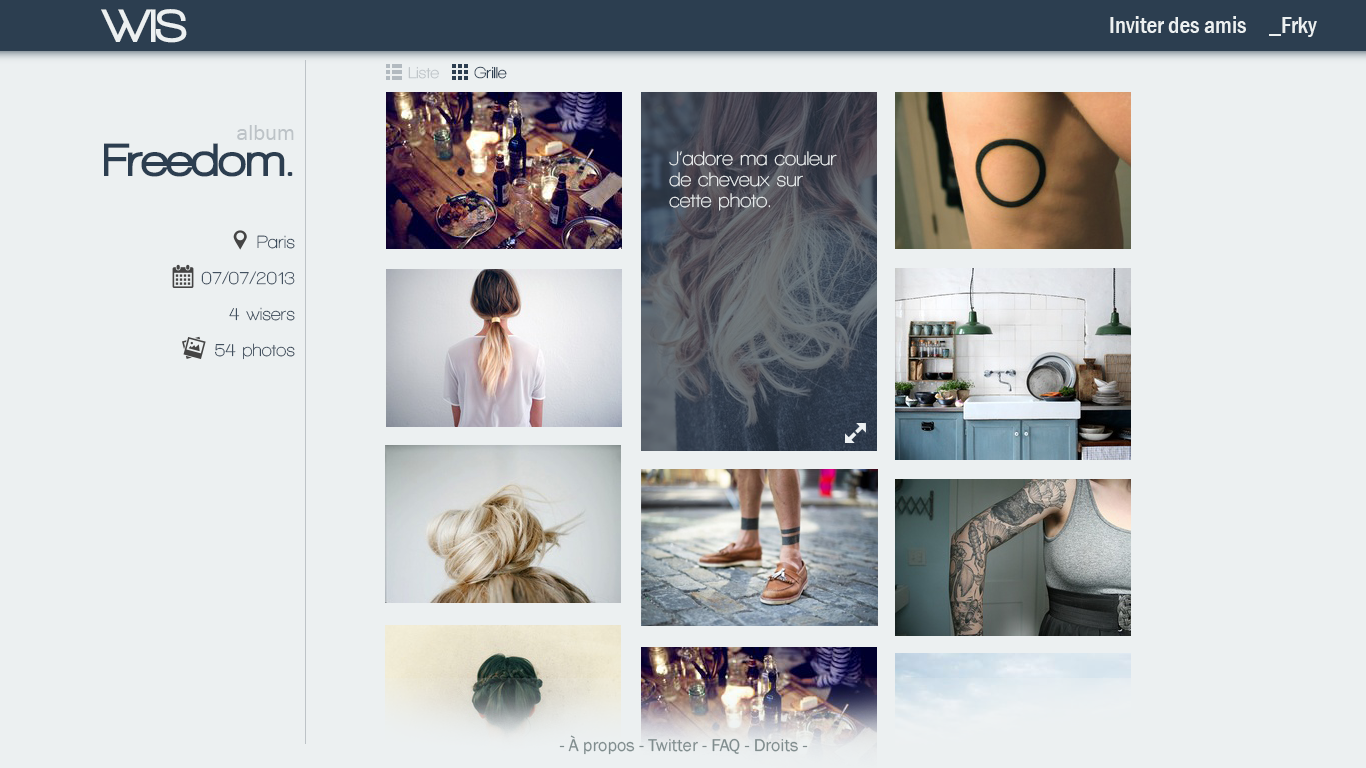 WIS
Inviter des amis
_Frky
Liste
Grille
album
Freedom.
Paris
07/07/2013
4 wisers
54 photos
J'adore ma couleur
de cheveux sur
cette photo.
- À propos - Twitter - FAQ - Droits -